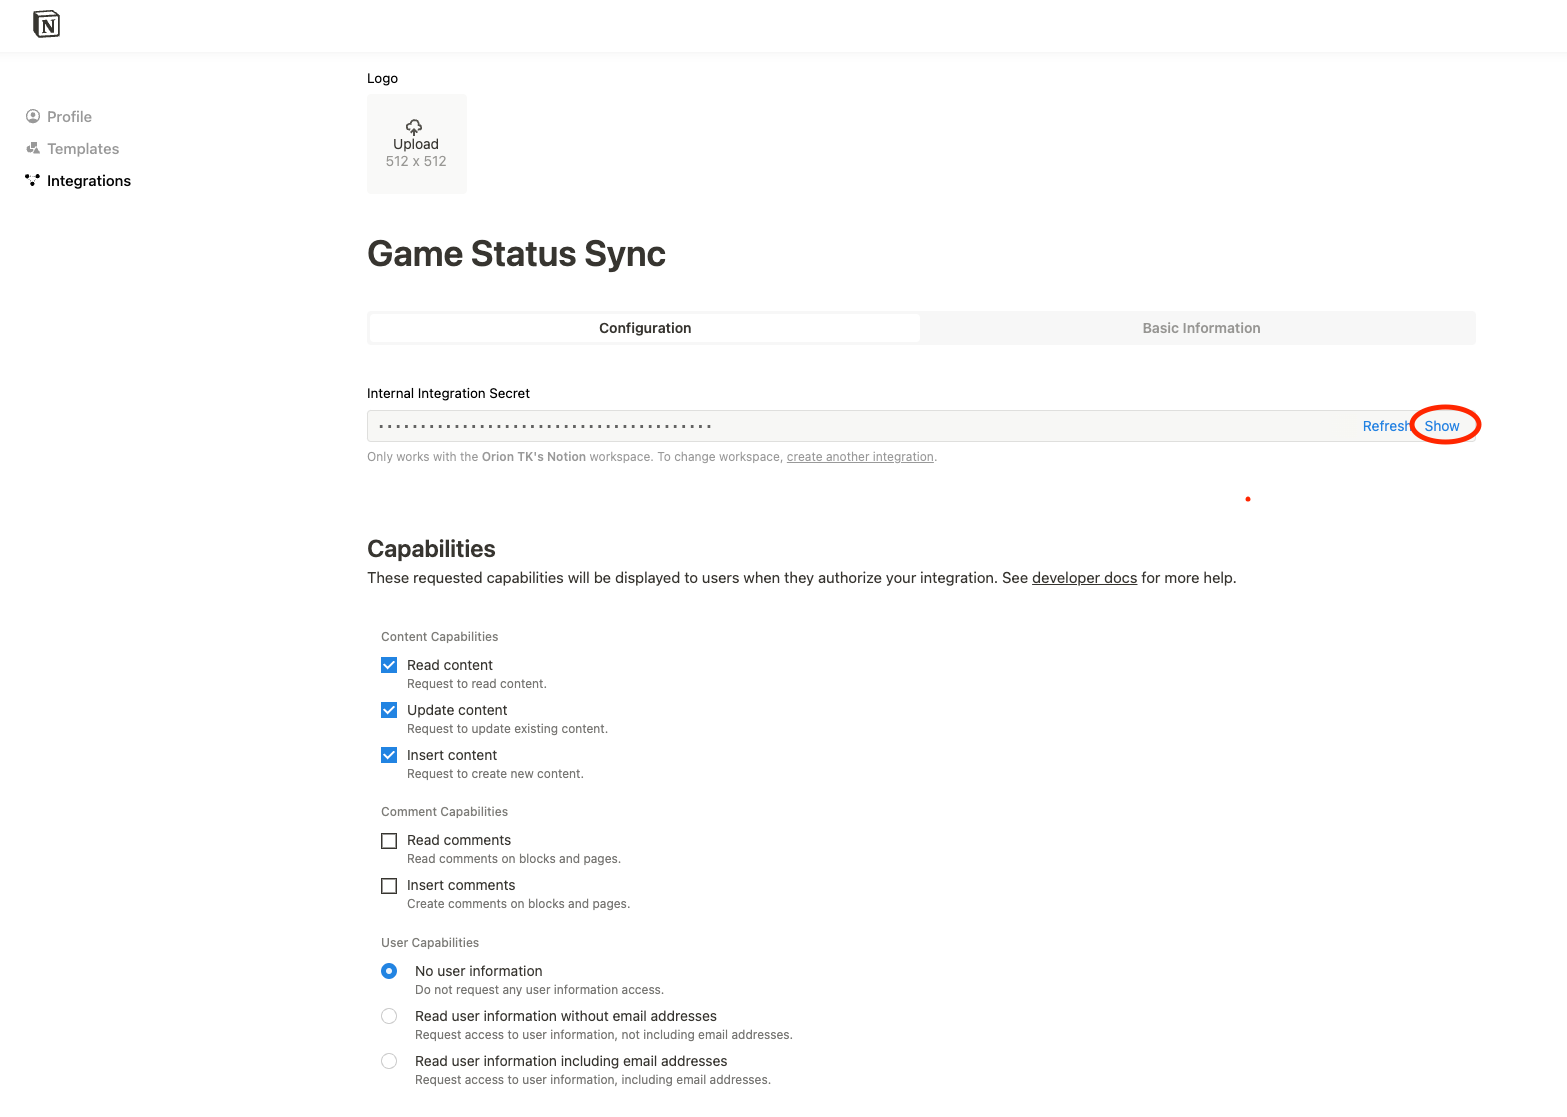 N
Profile
Templates
Integrations
Logo
Upload
512 x 512
Game Status Sync
Configuration
Basic Information
Internal Integration Secret
Refresh
Show
Only works with the Orion TK's Notion workspace. To change workspace, create another integration.
Capabilities
These requested capabilities will be displayed to users when they authorize your integration. See developer docs for more help.
Content Capabilities
Read content
Request to read content.
Update content
Request to update existing content.
Insert content
Request to create new content.
Comment Capabilities
Read comments
Read comments on blocks and pages.
Insert comments
Create comments on blocks and pages.
User Capabilities
No user information
Do not request any user information access.
Read user information without email addresses
Request access to user information, not including email addresses.
Read user information including email addresses
Request access to user information, including email addresses.